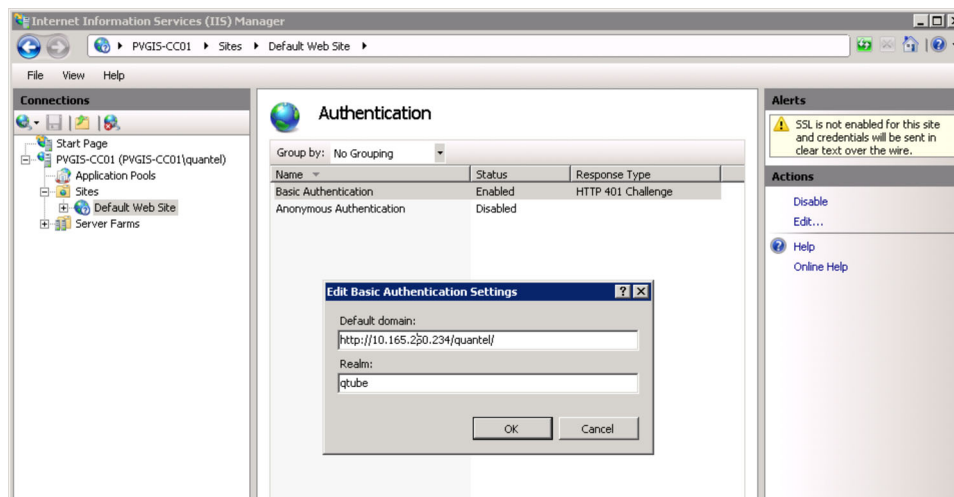 Internet Information Services (IIS) Manager
PVGIS-CC01 Sites Default Web Site
File View Help
Connections
Start Page
PVGIS-CC01 (PVGIS-CC01\quantel)
Application Pools
Sites
Default Web Site
Server Farms
Authentication
Group by: No Grouping
Name Status Response Type
Basic Authentication Enabled HTTP 401 Challenge
Anonymous Authentication Disabled
Edit Basic Authentication Settings
Default domain:
http://10.165.250.234/quantel/
Realm:
qtube
OK Cancel
Alerts
SSL is not enabled for this site
and credentials will be sent in
clear text over the wire.
Actions
Disable
Edit...
Help
Online Help